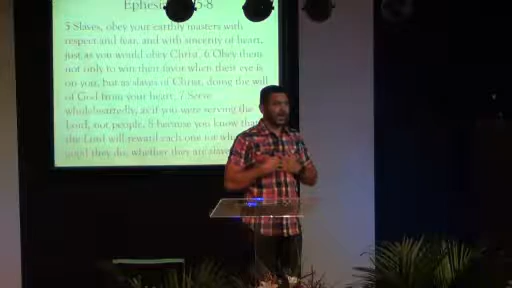 5-8
5 Slaves, obey your earthly masters with
respect and fear, and with sincerity of heart,
just as you would obey Christ. 6 Obey them
not only to win their favor when their eye is
on you, but as slaves of Christ, doing the will
of God from your heart. 7 Serve
wholeheartedly, as if you were serving the
Lord, not people, 8 because you know that
the Lord will reward each one for
good they do, whether they are